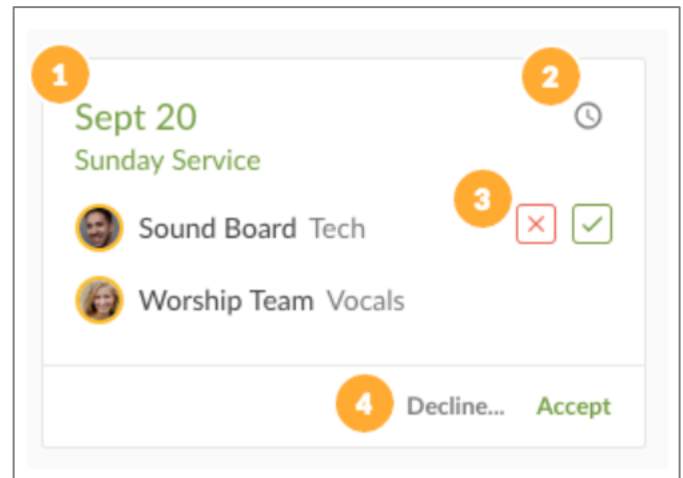 1
2
Sept 20
Sunday Service
3
Sound Board Tech
Worship Team Vocals
4 Decline... Accept